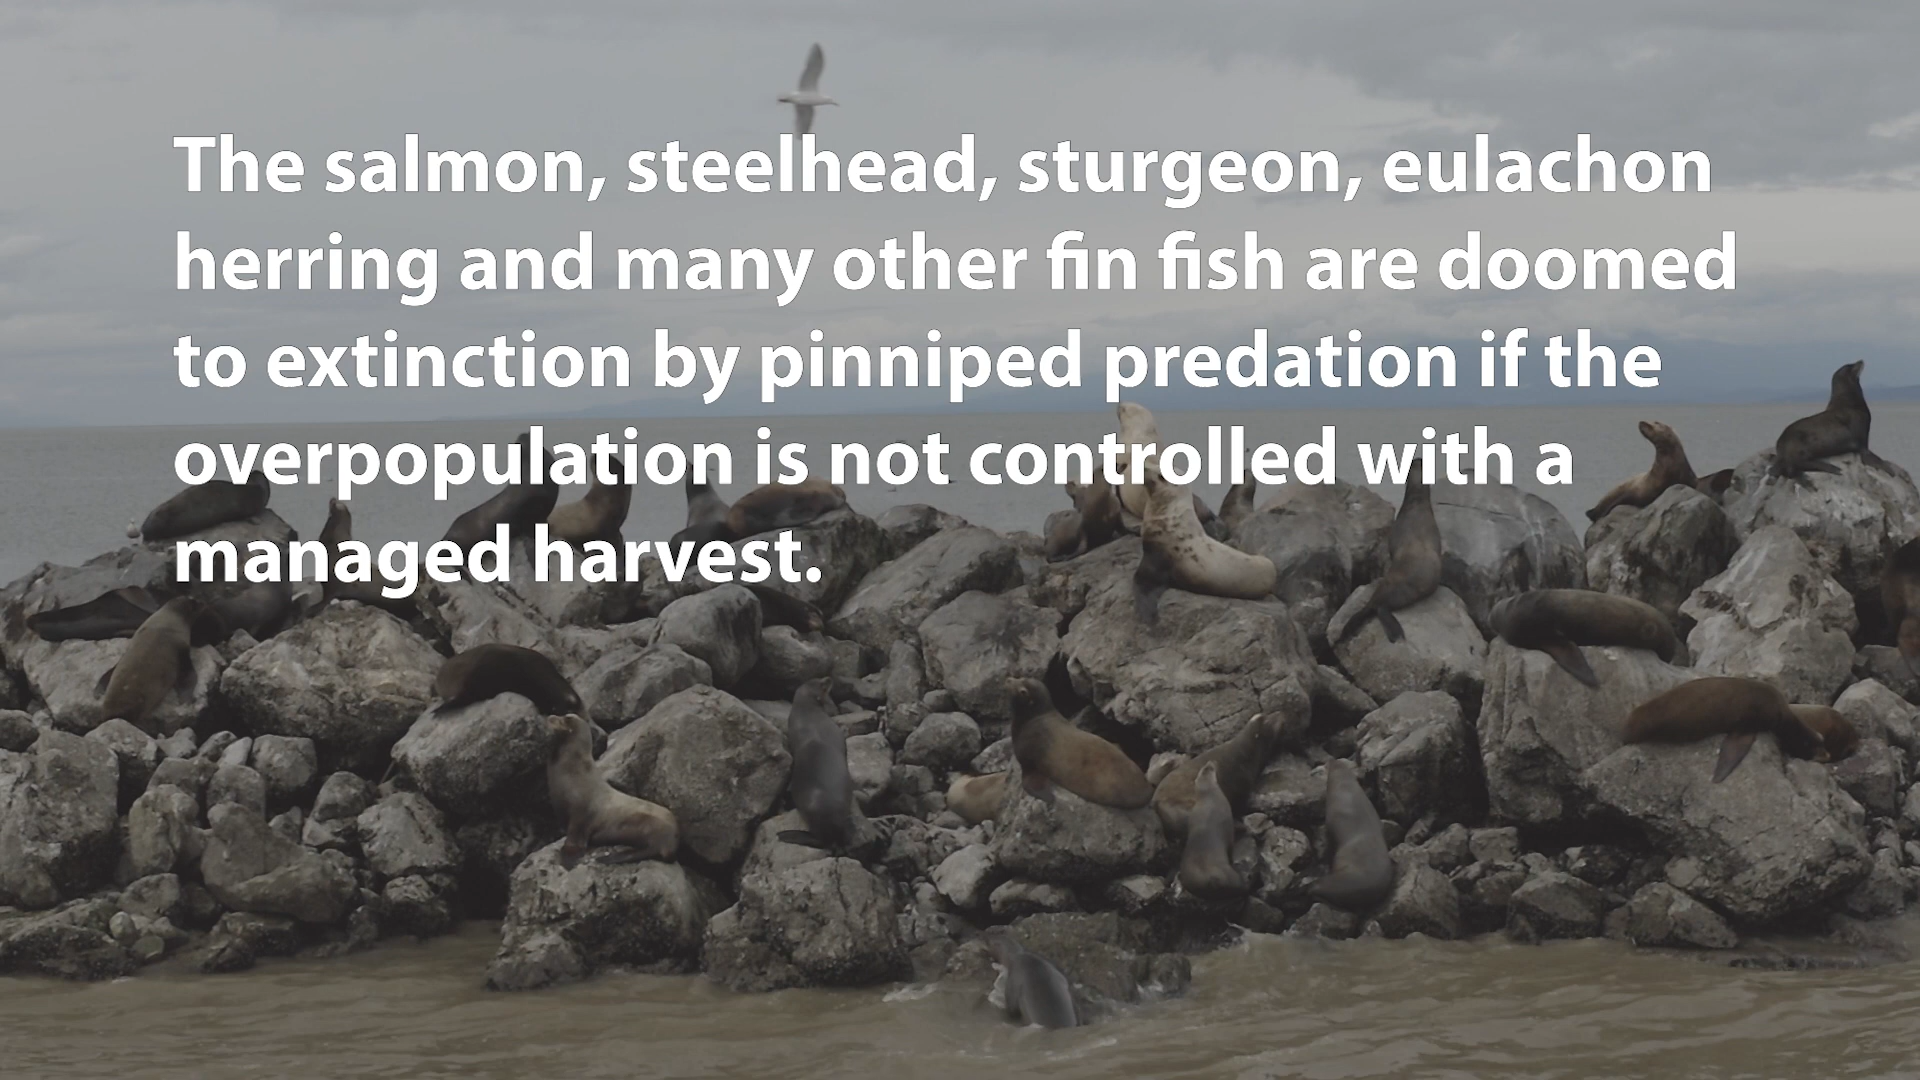 The salmon, steelhead, sturgeon, eulachon
herring and many other fin fish are doomed
to extinction by pinniped predation if the
overpopulation is not controlled with a
managed harvest.